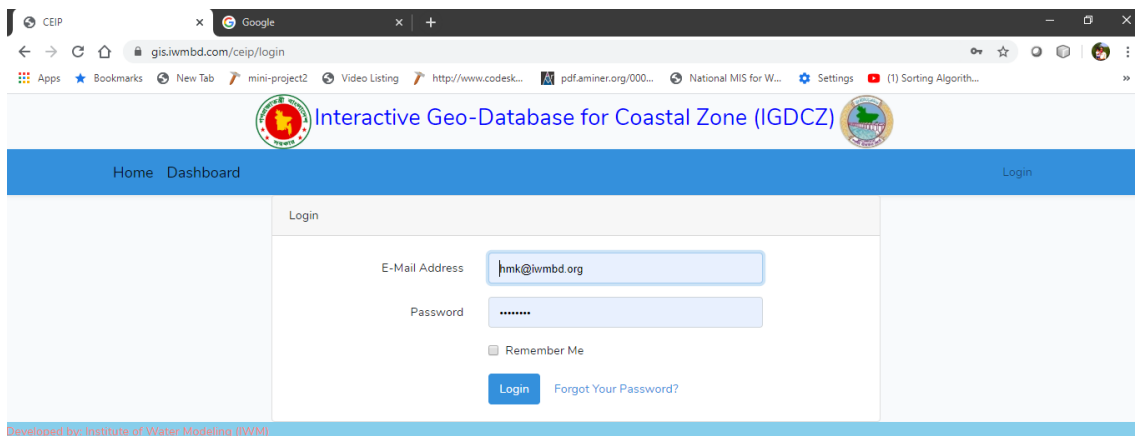 CEIP
Google
gis.iwmbd.com/ceip/login
Apps Bookmarks New Tab mini-project2 Video Listing http://www.codesk... pdf.aminer.org/000... National MIS for W... Settings (1) Sorting Algorith...
Interactive Geo-Database for Coastal Zone (IGDCZ)
Home Dashboard Login
Login
E-Mail Address hmk@iwmbd.org
Password ••••••••
Remember Me
Login Forgot Your Password?
Developed by: Institute of Water Modeling (IWM)